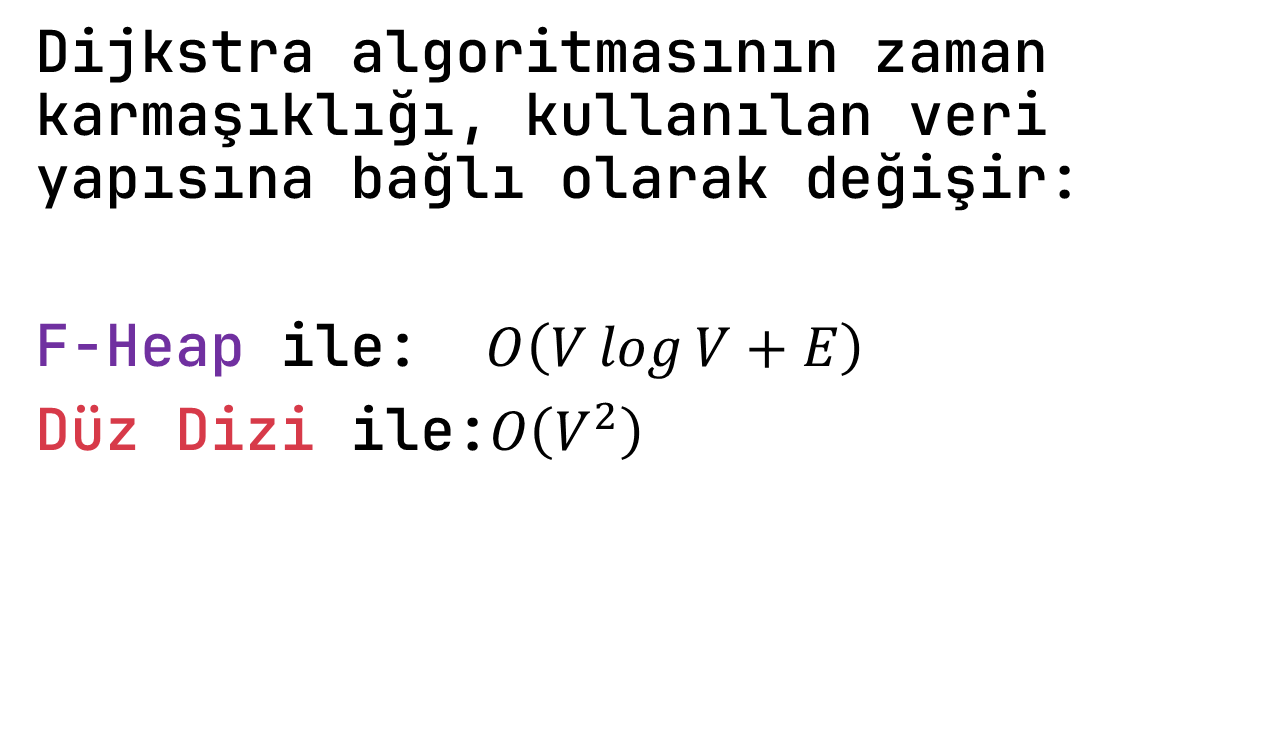 Dijkstra algoritmasının zaman
karmaşıklığı, kullanılan veri
yapısına bağlı olarak değişir:
F-Heap ile: O(V log V + E)
Düz Dizi ile:O(V²)